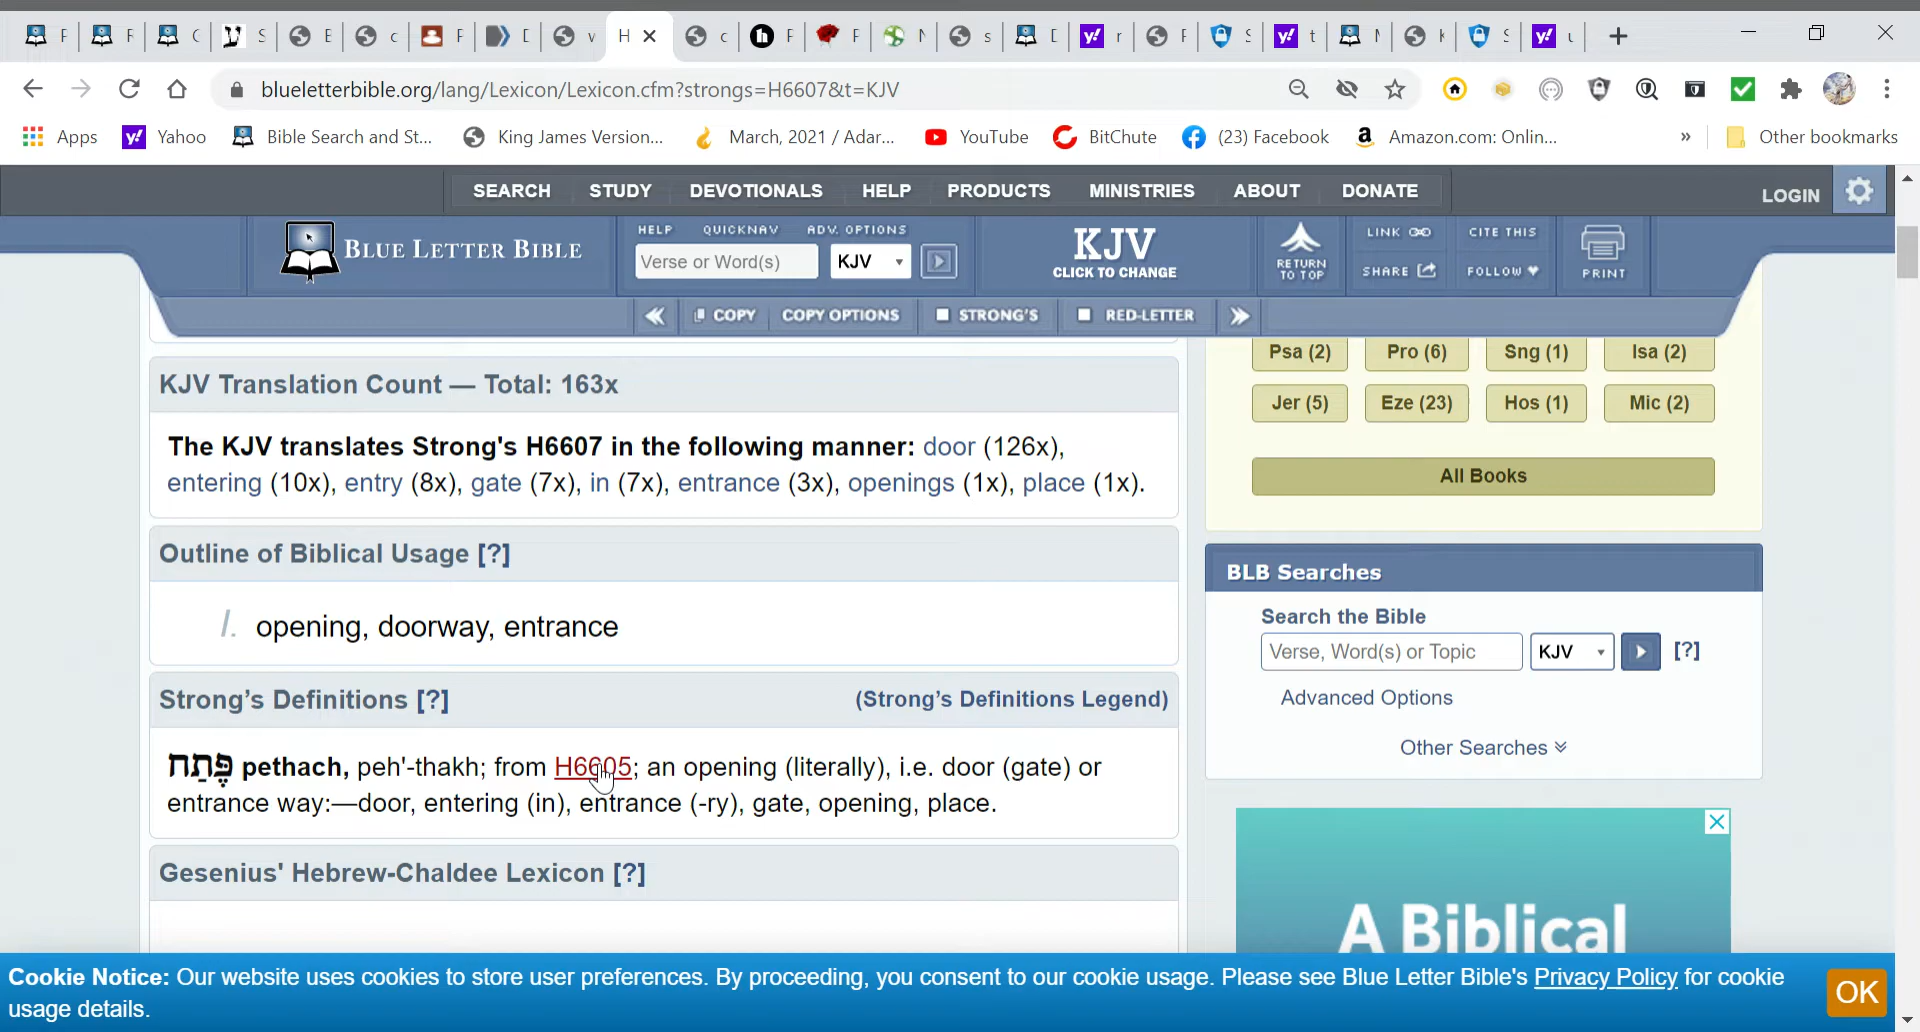 F
F
C
S
E
c
F
D
v
H
c
F
F
N
s
D
r
F
S
t
N
k
S
blueletterbible.org/lang/Lexicon/Lexicon.cfm?strongs=H6607&t=KJV
Apps
Yahoo
Bible Search and St...
King James Version...
March, 2021 / Adar...
YouTube
BitChute
(23) Facebook
Amazon.com: Onlin...
»
Other bookmarks
SEARCH STUDY DEVOTIONALS HELP PRODUCTS MINISTRIES ABOUT DONATE
LOGIN
BLUE LETTER BIBLE
HELP QUICKNAV ADV. OPTIONS
Verse or Word(s)
KJV
KJV
CLICK TO CHANGE
RETURN
TO TOP
LINK
CITE THIS
SHARE
FOLLOW
PRINT
COPY
COPY OPTIONS
STRONG'S
RED-LETTER
Psa (2) Pro (6) Sng (1) Isa (2)
Jer (5) Eze (23) Hos (1) Mic (2)
All Books
KJV Translation Count — Total: 163x
The KJV translates Strong's H6607 in the following manner: door (126x),
entering (10x), entry (8x), gate (7x), in (7x), entrance (3x), openings (1x), place (1x).
Outline of Biblical Usage [?]
I. opening, doorway, entrance
Strong’s Definitions [?]
(Strong’s Definitions Legend)
פֶּתַח pethach, peh'-thakh; from H6605; an opening (literally), i.e. door (gate) or
entrance way:—door, entering (in), entrance (-ry), gate, opening, place.
Gesenius' Hebrew-Chaldee Lexicon [?]
BLB Searches
Search the Bible
Verse, Word(s) or Topic
KJV
[?]
Advanced Options
Other Searches
A Biblical
Cookie Notice: Our website uses cookies to store user preferences. By proceeding, you consent to our cookie usage. Please see Blue Letter Bible's Privacy Policy for cookie
usage details.
OK